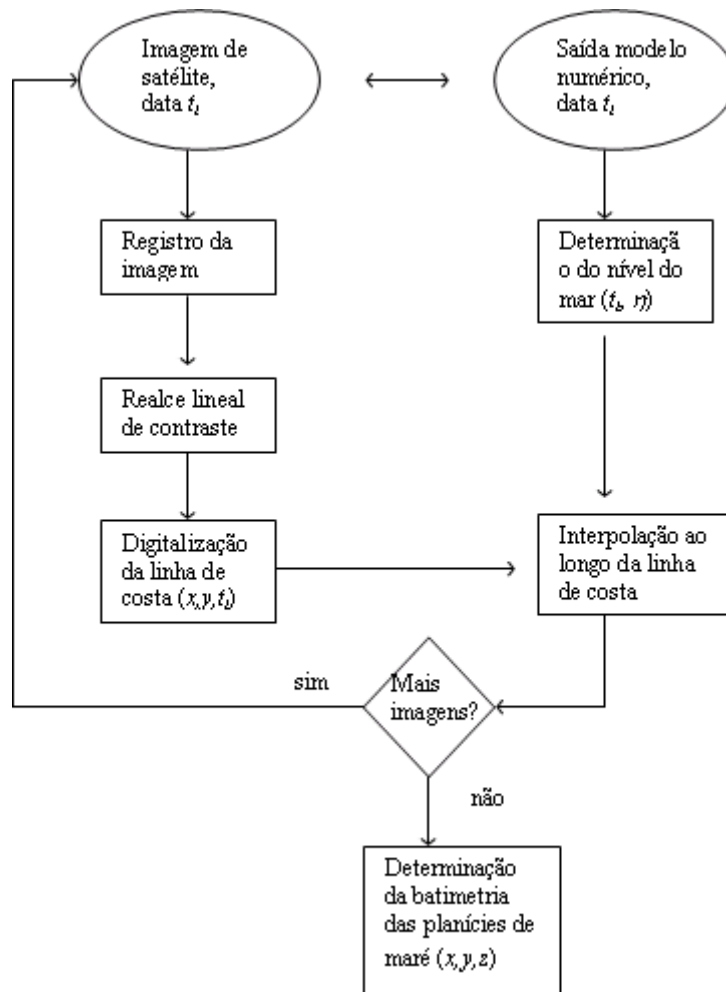 Imagem de
satélite,
data tᵢ
Saída modelo
numérico,
data tᵢ
Registro da
imagem
Determinaçã
o do nível do
mar (tᵢ, η)
Realce lineal
de contraste
Digitalização
da linha de
costa (x,y,tᵢ)
Interpolação ao
longo da linha
de costa
sim
Mais
imagens?
não
Determinação
da batimetria
das planícies de
maré (x,y,z)